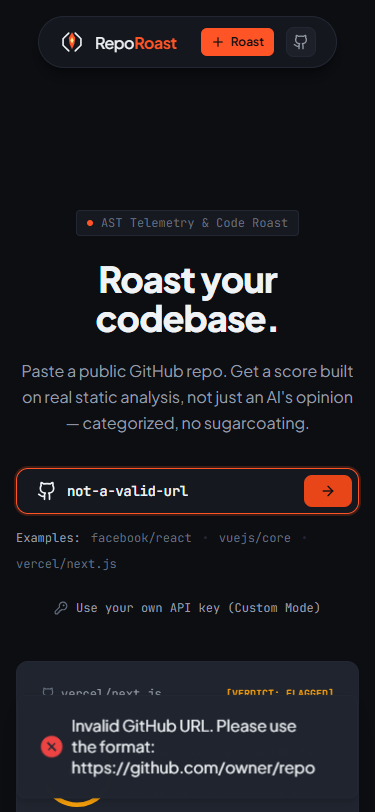 RepoRoast
Roast
AST Telemetry & Code Roast
Roast your
codebase.
Paste a public GitHub repo. Get a score built
on real static analysis, not just an AI's opinion
— categorized, no sugarcoating.
not-a-valid-url
Examples: facebook/react · vuejs/core ·
vercel/next.js
Use your own API key (Custom Mode)
vercel/next.js [VERDICT: FLAGGED]
Invalid GitHub URL. Please use
the format:
https://github.com/owner/repo